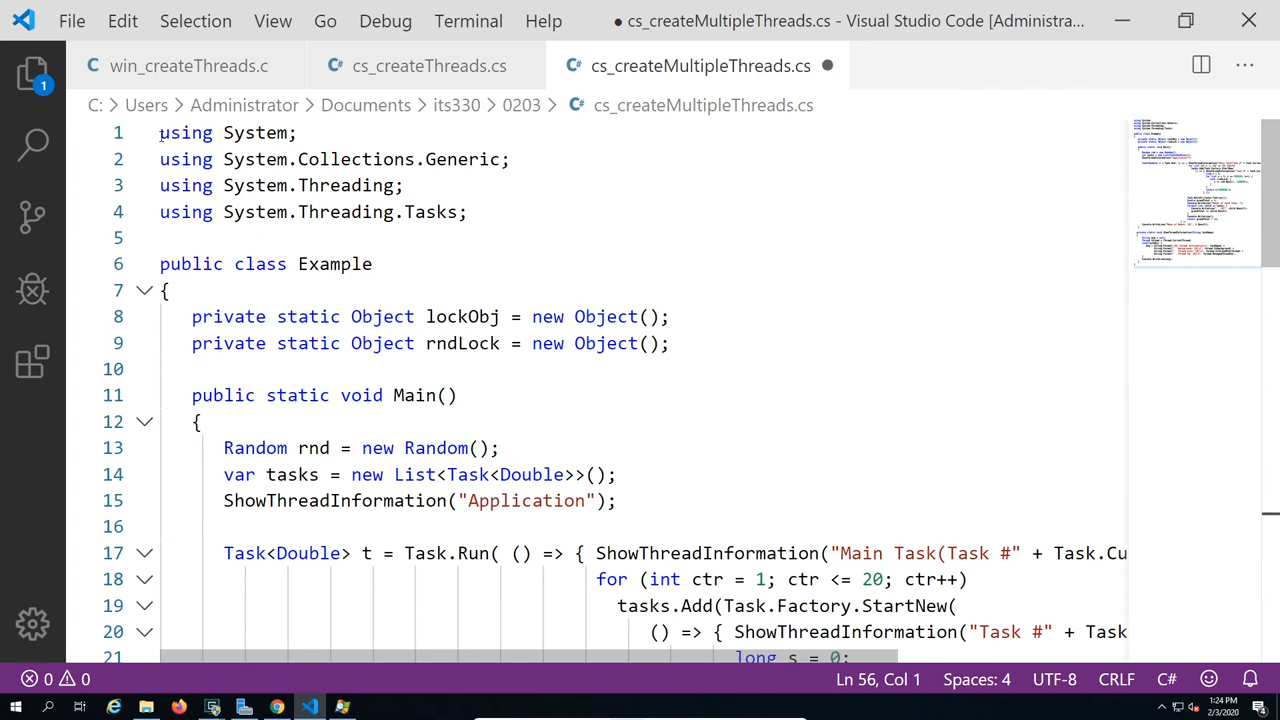 File Edit Selection View Go Debug Terminal Help ● cs_createMultipleThreads.cs - Visual Studio Code [Administra...
C win_createThreads.c C# cs_createThreads.cs C# cs_createMultipleThreads.cs ●
C: > Users > Administrator > Documents > its330 > 0203 > C# cs_createMultipleThreads.cs
1 using System;
2 using System.Collections.Generic;
3 using System.Threading;
4 using System.Threading.Tasks;
5
6 public class Example
7 {
8 private static Object lockObj = new Object();
9 private static Object rndLock = new Object();
10
11 public static void Main()
12 {
13 Random rnd = new Random();
14 var tasks = new List<Task<Double>>();
15 ShowThreadInformation("Application");
16
17 Task<Double> t = Task.Run( () => { ShowThreadInformation("Main Task(Task #" + Task.Cu
18 for (int ctr = 1; ctr <= 20; ctr++)
19 tasks.Add(Task.Factory.StartNew(
20 () => { ShowThreadInformation("Task #" + Task
21 long s = 0;
1
0 0 Ln 56, Col 1 Spaces: 4 UTF-8 CRLF C#
1:24 PM
2/3/2020
4